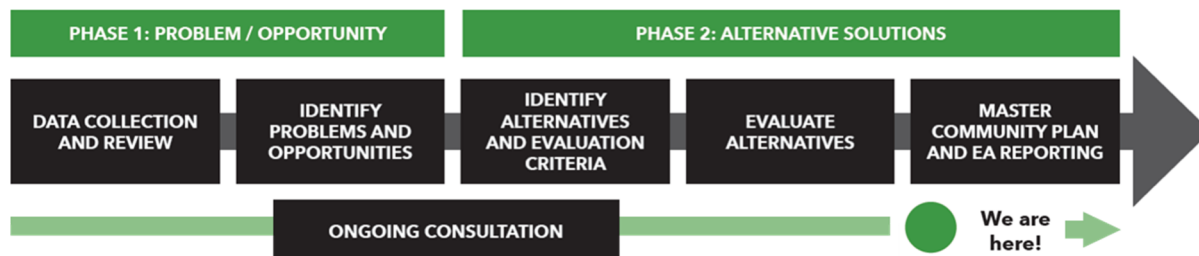 PHASE 1: PROBLEM / OPPORTUNITY
PHASE 2: ALTERNATIVE SOLUTIONS
DATA COLLECTION
AND REVIEW
IDENTIFY
PROBLEMS AND
OPPORTUNITIES
IDENTIFY
ALTERNATIVES
AND EVALUATION
CRITERIA
EVALUATE
ALTERNATIVES
MASTER
COMMUNITY PLAN
AND EA REPORTING
ONGOING CONSULTATION
We are
here!